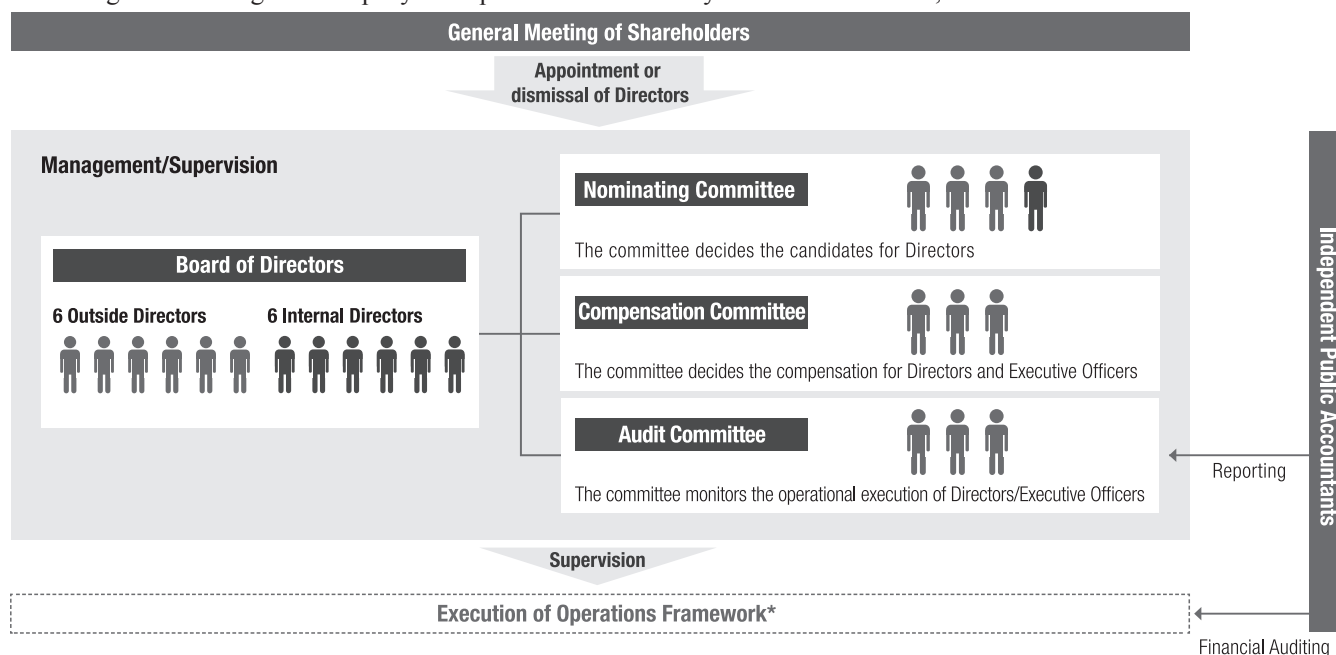 General Meeting of Shareholders
Appointment or
dismissal of Directors
Management/Supervision
Board of Directors
6 Outside Directors
6 Internal Directors
Nominating Committee
The committee decides the candidates for Directors
Compensation Committee
The committee decides the compensation for Directors and Executive Officers
Audit Committee
The committee monitors the operational execution of Directors/Executive Officers
Independent Public Accountants
Reporting
Supervision
Execution of Operations Framework*
Financial Auditing